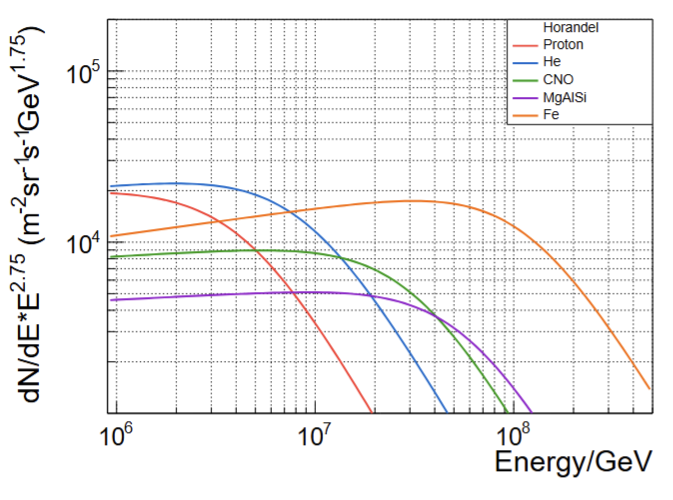 Horandel
Proton
He
CNO
MgAlSi
Fe
dN/dE*E^2.75 (m^-2sr^-1s^-1GeV^1.75)
10^5
10^4
10^6 10^7 10^8
Energy/GeV